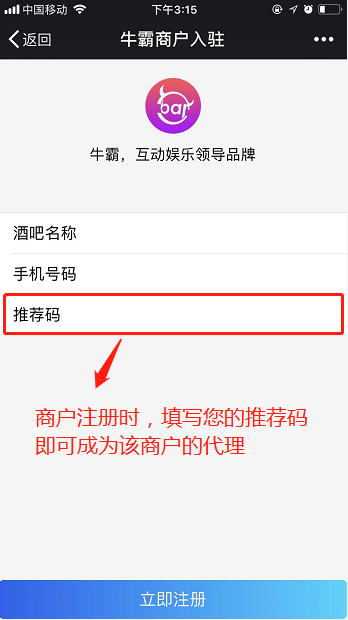 中国移动 下午3:15
返回 牛霸商户入驻
bar
牛霸，互动娱乐领导品牌
酒吧名称
手机号码
推荐码
商户注册时，填写您的推荐码
即可成为该商户的代理
立即注册